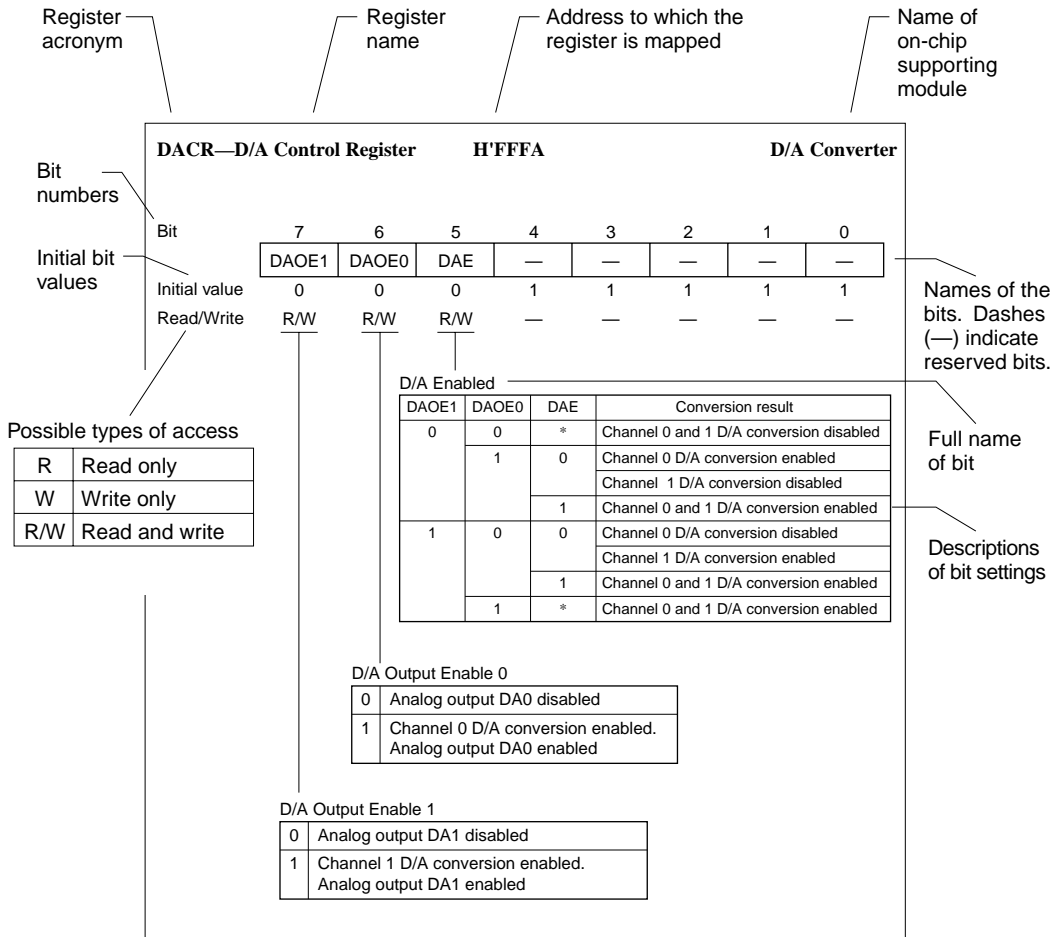 Register
acronym
Register
name
Address to which the
register is mapped
Name of
on-chip
supporting
module
DACR—D/A Control Register H'FFFA D/A Converter
Bit
numbers
Bit 7 6 5 4 3 2 1 0
DAOE1 DAOE0 DAE — — — — —
Initial bit
values
Initial value 0 0 0 1 1 1 1 1
Read/Write R/W R/W R/W — — — — —
Names of the
bits. Dashes
(—) indicate
reserved bits.
D/A Enabled
DAOE1 DAOE0 DAE Conversion result
0 0 * Channel 0 and 1 D/A conversion disabled
1 0 Channel 0 D/A conversion enabled
Channel 1 D/A conversion disabled
1 Channel 0 and 1 D/A conversion enabled
1 0 0 Channel 0 D/A conversion disabled
Channel 1 D/A conversion enabled
1 Channel 0 and 1 D/A conversion enabled
1 * Channel 0 and 1 D/A conversion enabled
Full name
of bit
Descriptions
of bit settings
Possible types of access
R Read only
W Write only
R/W Read and write
D/A Output Enable 0
0 Analog output DA0 disabled
1 Channel 0 D/A conversion enabled.
Analog output DA0 enabled
D/A Output Enable 1
0 Analog output DA1 disabled
1 Channel 1 D/A conversion enabled.
Analog output DA1 enabled